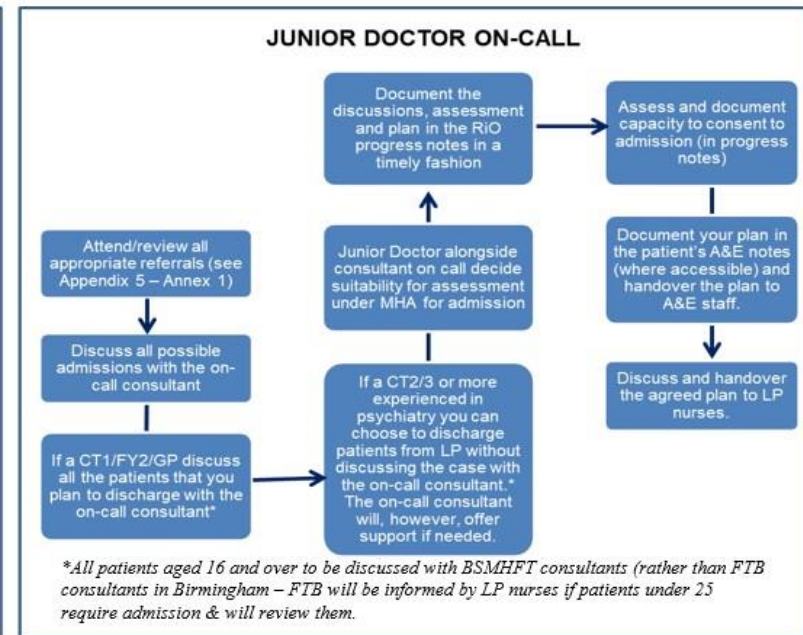 JUNIOR DOCTOR ON-CALL
Attend/review all
appropriate referrals (see
Appendix 5 – Annex 1)
Discuss all possible
admissions with the on-
call consultant
If a CT1/FY2/GP discuss
all the patients that you
plan to discharge with the
on-call consultant*
If a CT2/3 or more
experienced in
psychiatry you can
choose to discharge
patients from LP without
discussing the case with
the on-call consultant.*
The on-call consultant
will, however, offer
support if needed.
Junior Doctor alongside
consultant on call decide
suitability for assessment
under MHA for admission
Document the
discussions, assessment
and plan in the RiO
progress notes in a
timely fashion
Assess and document
capacity to consent to
admission (in progress
notes)
Document your plan in
the patient's A&E notes
(where accessible) and
handover the plan to
A&E staff.
Discuss and handover
the agreed plan to LP
nurses.
*All patients aged 16 and over to be discussed with BSMHFT consultants (rather than FTB
consultants in Birmingham – FTB will be informed by LP nurses if patients under 25
require admission & will review them.